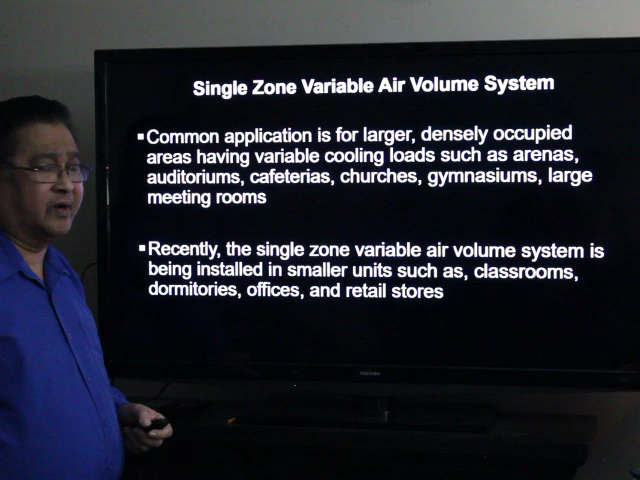 Single Zone Variable Air Volume System
▪Common application is for larger, densely occupied
areas having variable cooling loads such as arenas,
auditoriums, cafeterias, churches, gymnasiums, large
meeting rooms
▪Recently, the single zone variable air volume system is
being installed in smaller units such as, classrooms,
dormitories, offices, and retail stores
TOSHIBA